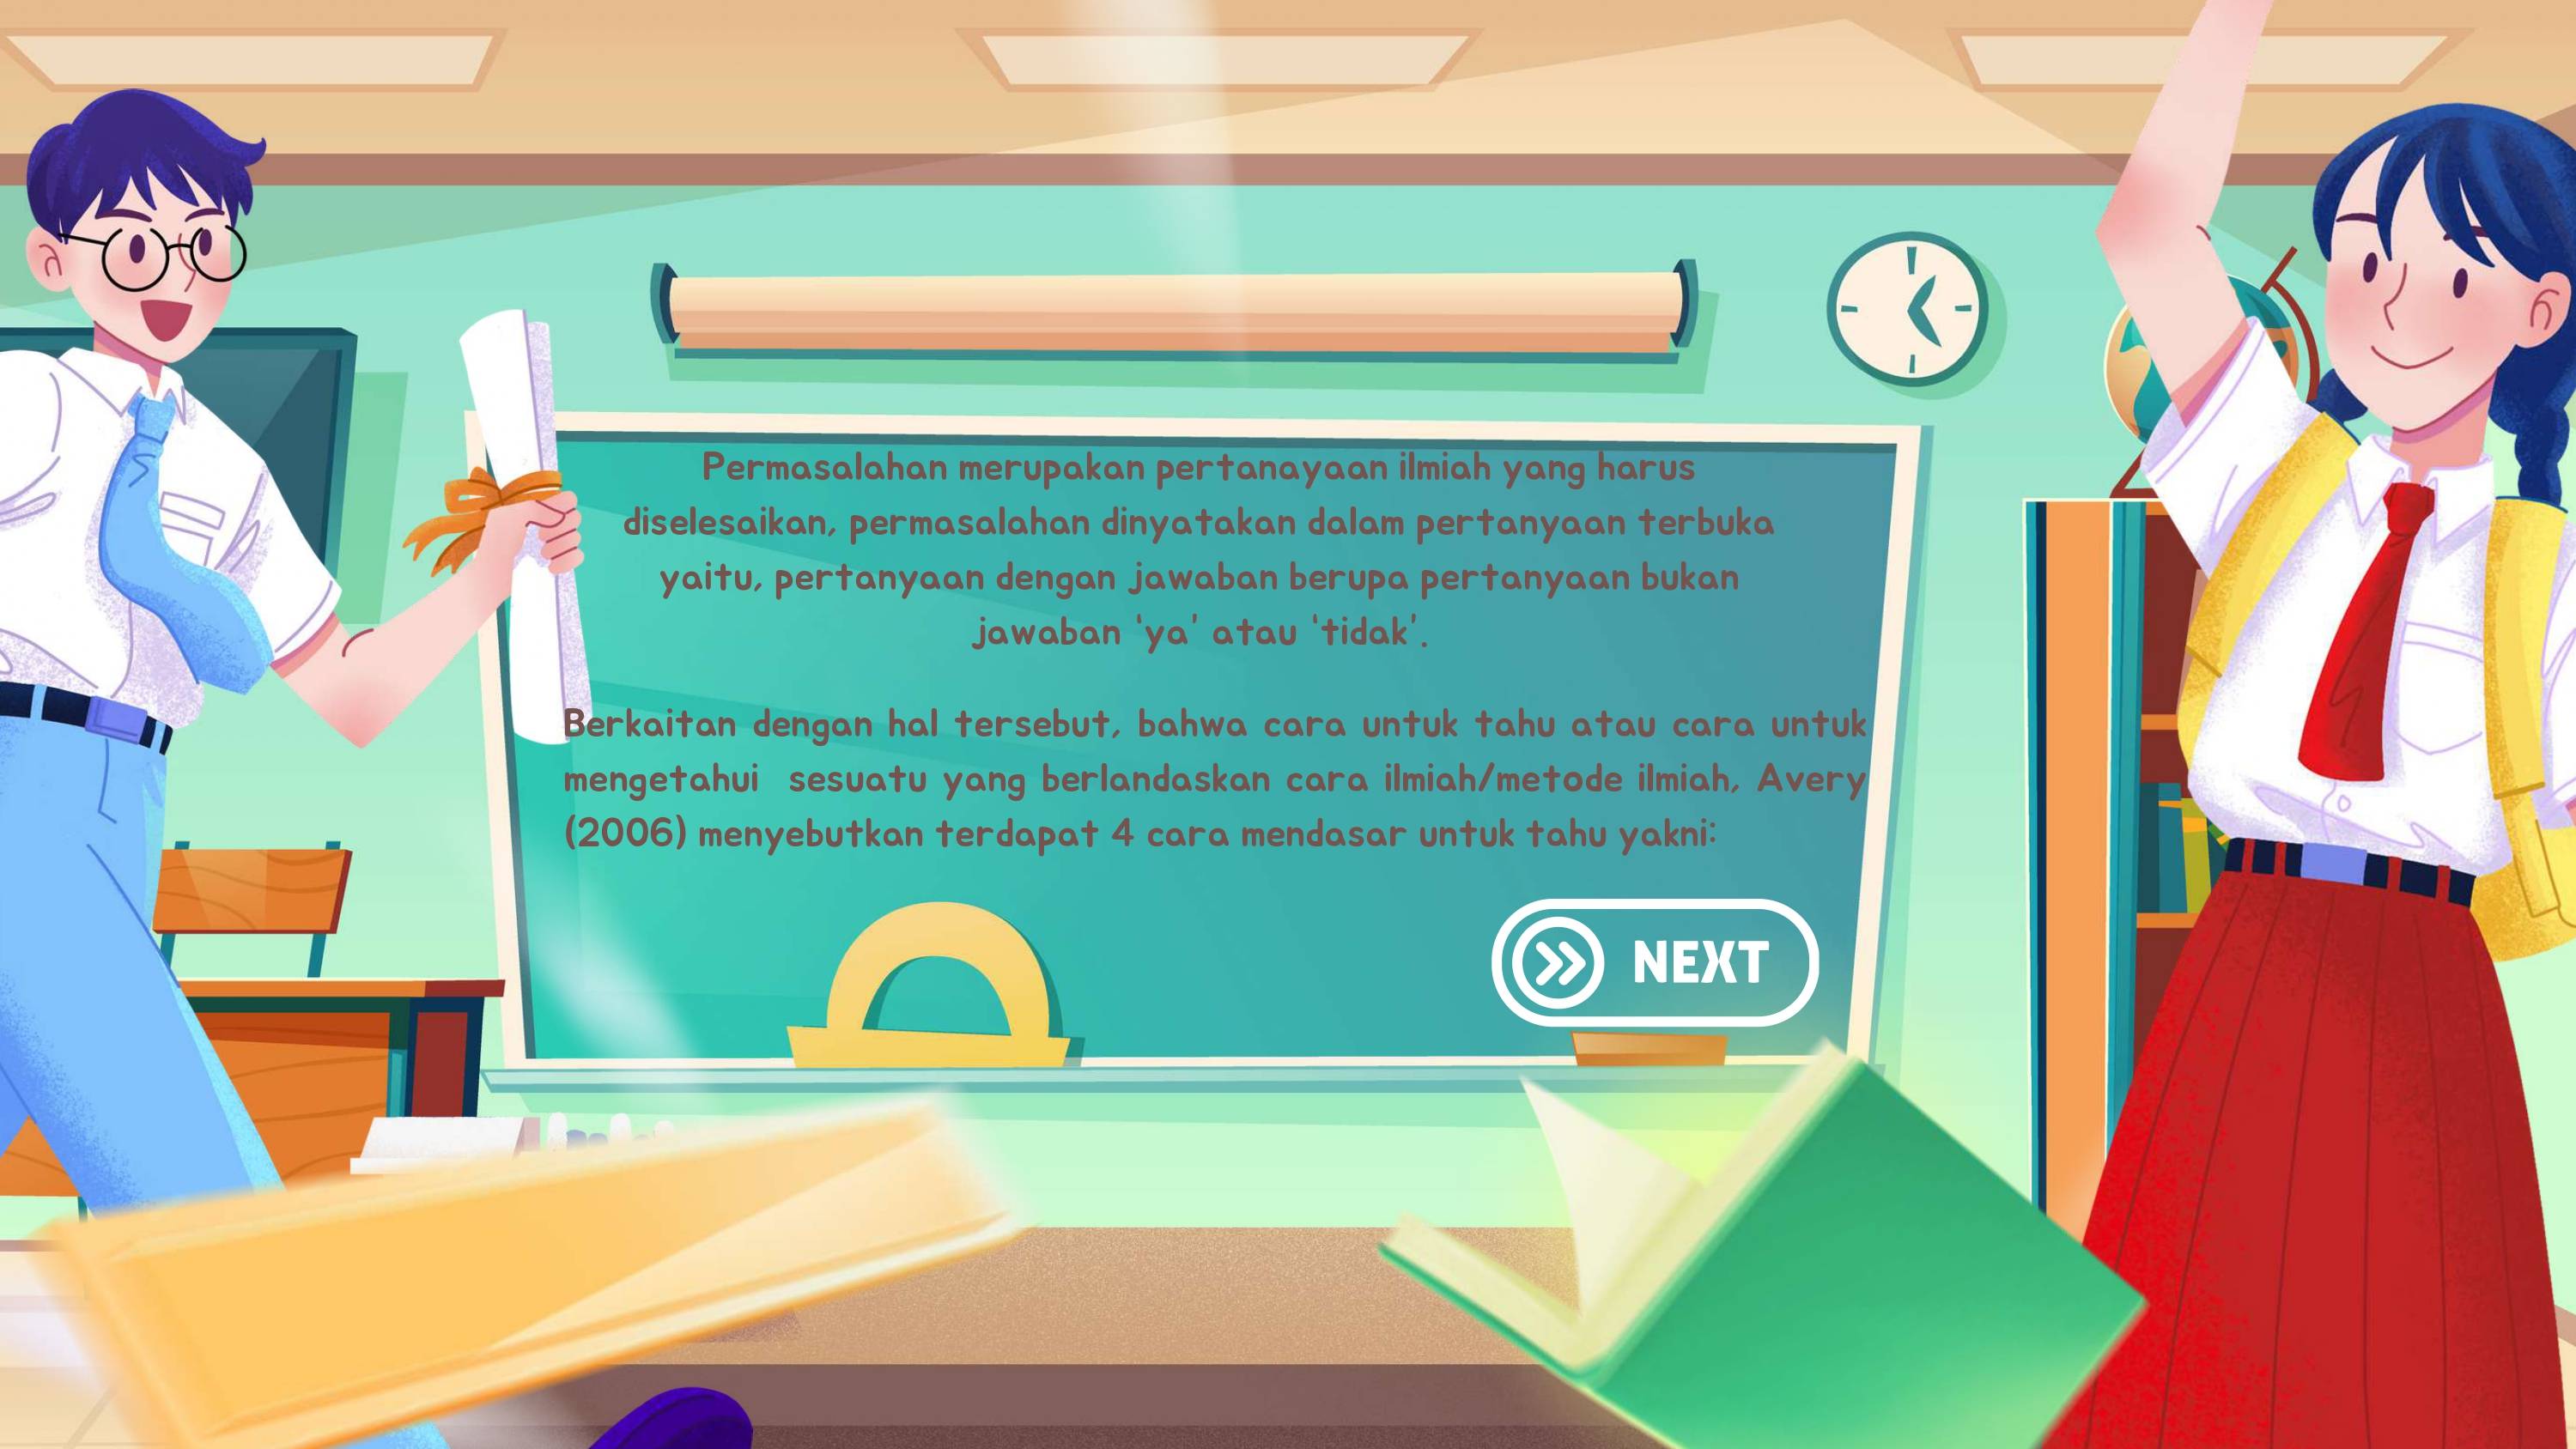 Permasalahan merupakan pertanayaan ilmiah yang harus
diselesaikan, permasalahan dinyatakan dalam pertanyaan terbuka
yaitu, pertanyaan dengan jawaban berupa pertanyaan bukan
jawaban ‘ya’ atau ‘tidak’.
Berkaitan dengan hal tersebut, bahwa cara untuk tahu atau cara untuk
mengetahui sesuatu yang berlandaskan cara ilmiah/metode ilmiah, Avery
(2006) menyebutkan terdapat 4 cara mendasar untuk tahu yakni:
NEXT